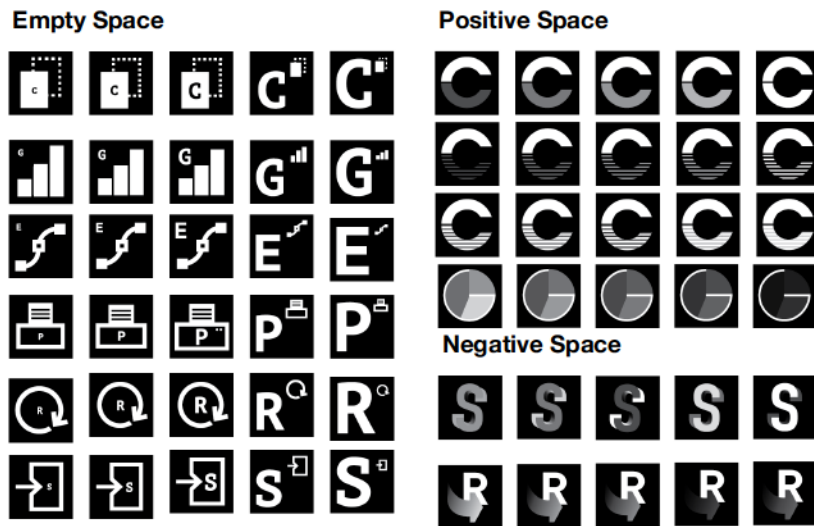 Empty Space
C C C C C
G G G G G
E E E E E
P P P P P
R R R R R
S S S S S
Positive Space
C C C C C
C C C C C
C C C C C
Negative Space
S S S S S
R R R R R